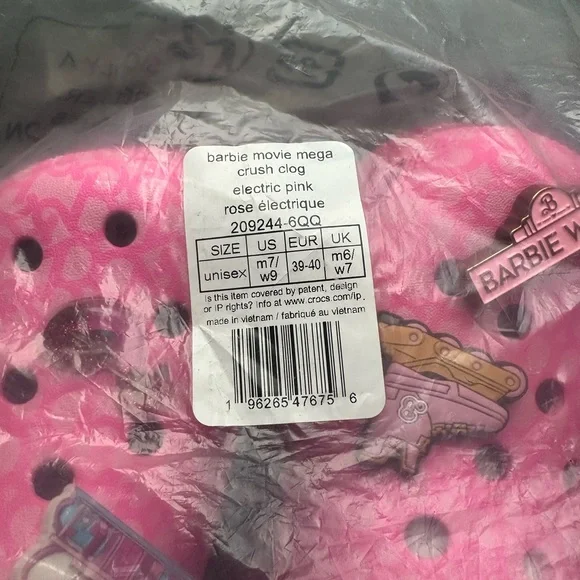 barbie movie mega
crush clog
electric pink
rose électrique
209244-6QQ
SIZE US EUR UK
unisex m7/ w9 39-40 m6/ w7
Is this item covered by patent, design
or IP rights? Info at www.crocs.com/ip.
made in vietnam / fabriqué au vietnam
1 96265 47675 6
B
BARBIE W
B